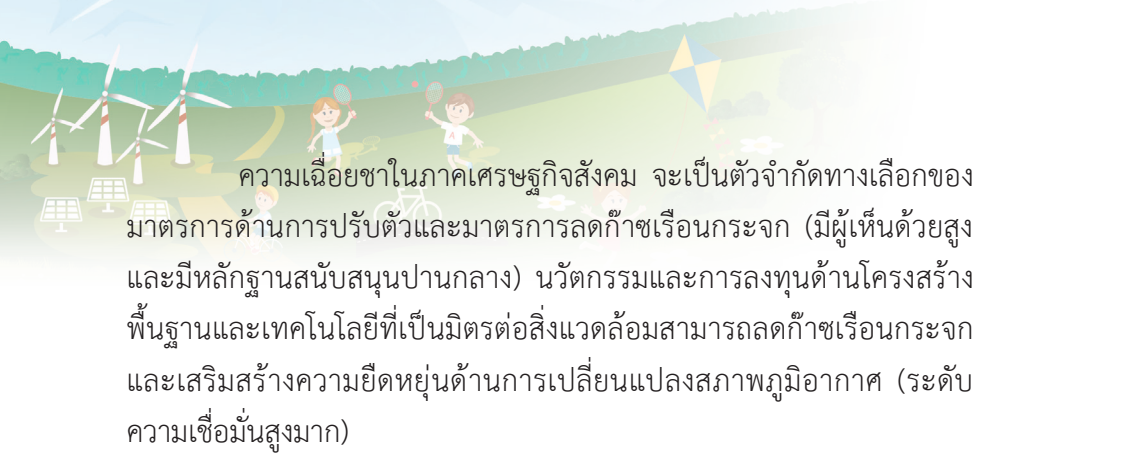 ความเฉื่อยชาในภาคเศรษฐกิจสังคม จะเป็นตัวจำกัดทางเลือกของ
มาตรการด้านการปรับตัวและมาตรการลดก๊าซเรือนกระจก (มีผู้เห็นด้วยสูง
และมีหลักฐานสนับสนุนปานกลาง) นวัตกรรมและการลงทุนด้านโครงสร้าง
พื้นฐานและเทคโนโลยีที่เป็นมิตรต่อสิ่งแวดล้อมสามารถลดก๊าซเรือนกระจก
และเสริมสร้างความยืดหยุ่นด้านการเปลี่ยนแปลงสภาพภูมิอากาศ (ระดับ
ความเชื่อมั่นสูงมาก)